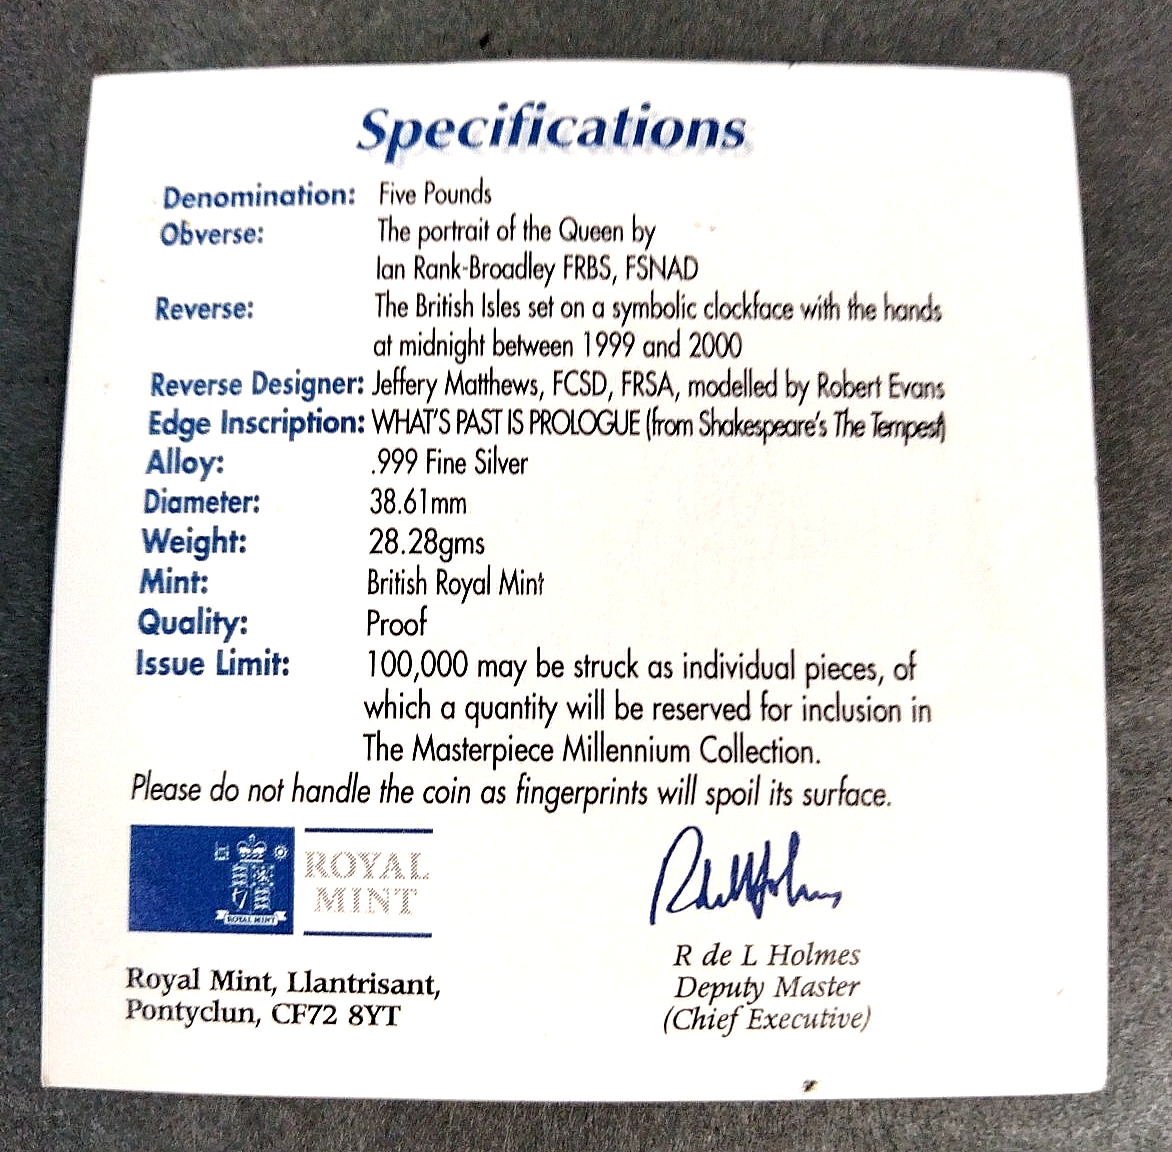 Specifications
Denomination: Five Pounds
Obverse: The portrait of the Queen by
Ian Rank-Broadley FRBS, FSNAD
Reverse: The British Isles set on a symbolic clockface with the hands
at midnight between 1999 and 2000
Reverse Designer: Jeffery Matthews, FCSD, FRSA, modelled by Robert Evans
Edge Inscription: WHAT'S PAST IS PROLOGUE (from Shakespeare's The Tempest)
Alloy: .999 Fine Silver
Diameter: 38.61mm
Weight: 28.28gms
Mint: British Royal Mint
Quality: Proof
Issue Limit: 100,000 may be struck as individual pieces, of
which a quantity will be reserved for inclusion in
The Masterpiece Millennium Collection.
Please do not handle the coin as fingerprints will spoil its surface.
ROYAL MINT
ROYAL
MINT
Royal Mint, Llantrisant,
Pontyclun, CF72 8YT
R de L Holmes
R de L Holmes
Deputy Master
(Chief Executive)